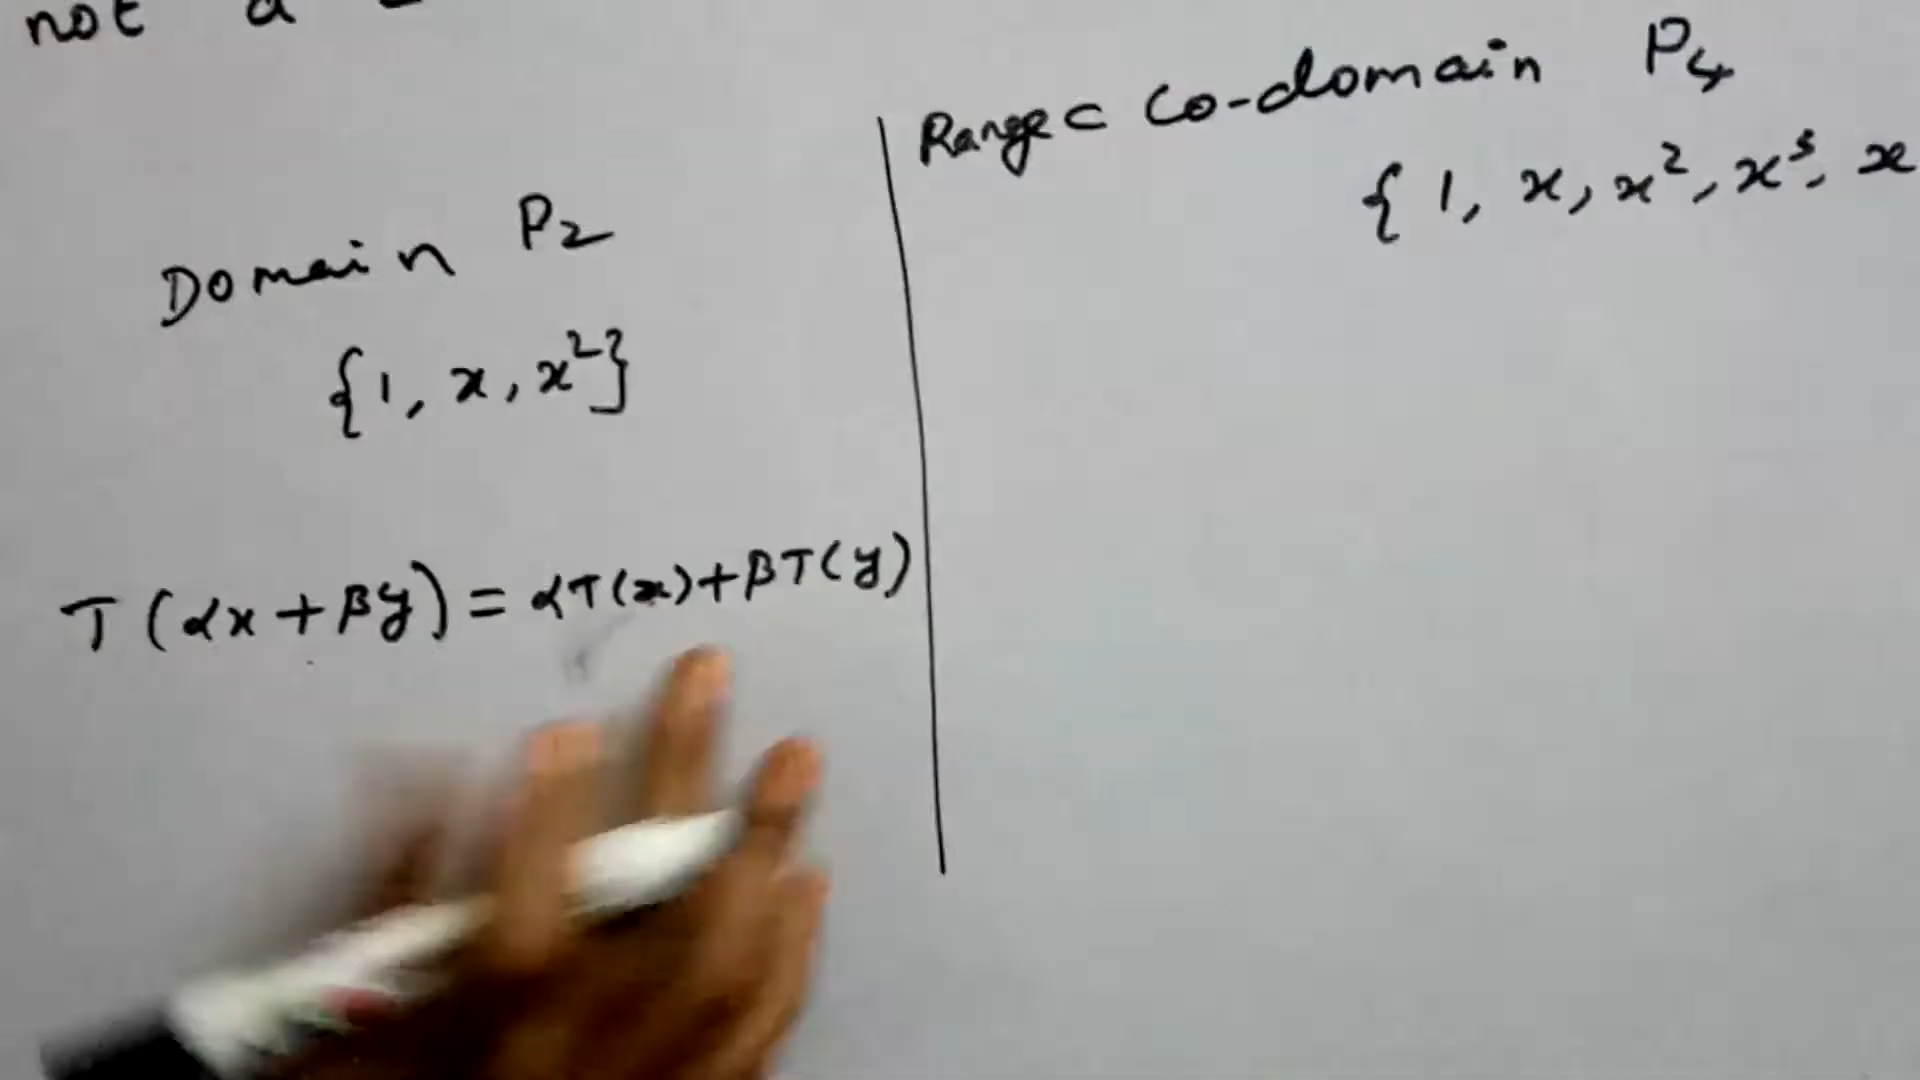 not a
Domain P₂
{1, x, x²}
T(αx + βy) = αT(x) + βT(y)
Range ⊂ Co-domain P₄
{1, x, x², x³, x